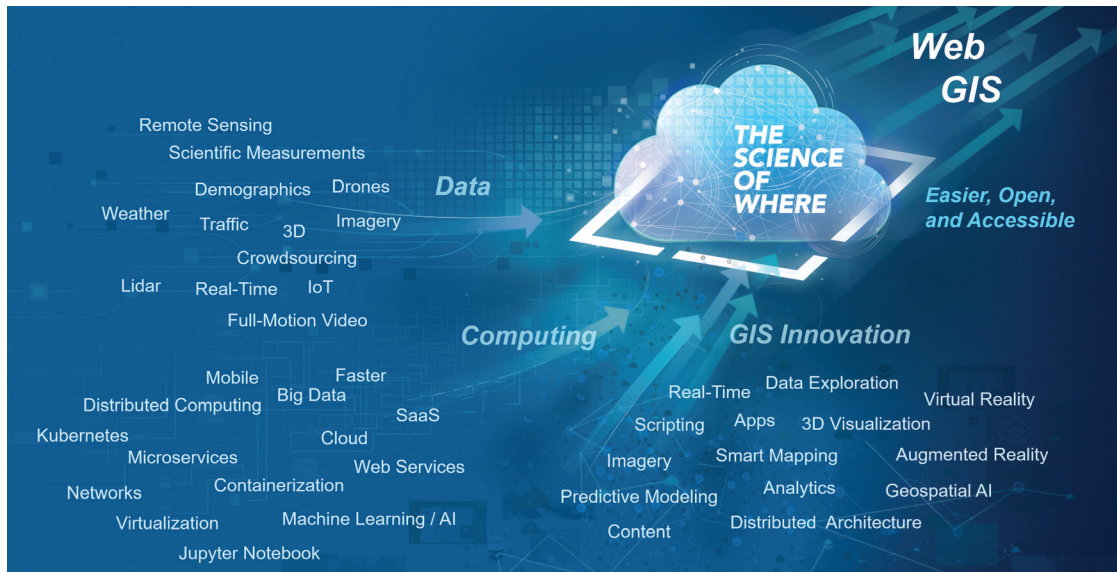 Web
GIS
THE
SCIENCE
OF
WHERE
Easier, Open,
and Accessible
Data
Remote Sensing
Scientific Measurements
Demographics Drones
Weather Traffic 3D Imagery
Crowdsourcing
Lidar Real-Time IoT
Full-Motion Video
Computing
Mobile Faster
Distributed Computing Big Data
SaaS
Kubernetes Cloud
Microservices Web Services
Networks Containerization
Virtualization Machine Learning / AI
Jupyter Notebook
GIS Innovation
Real-Time Data Exploration Virtual Reality
Scripting Apps 3D Visualization
Imagery Smart Mapping Augmented Reality
Predictive Modeling Analytics Geospatial AI
Content Distributed Architecture